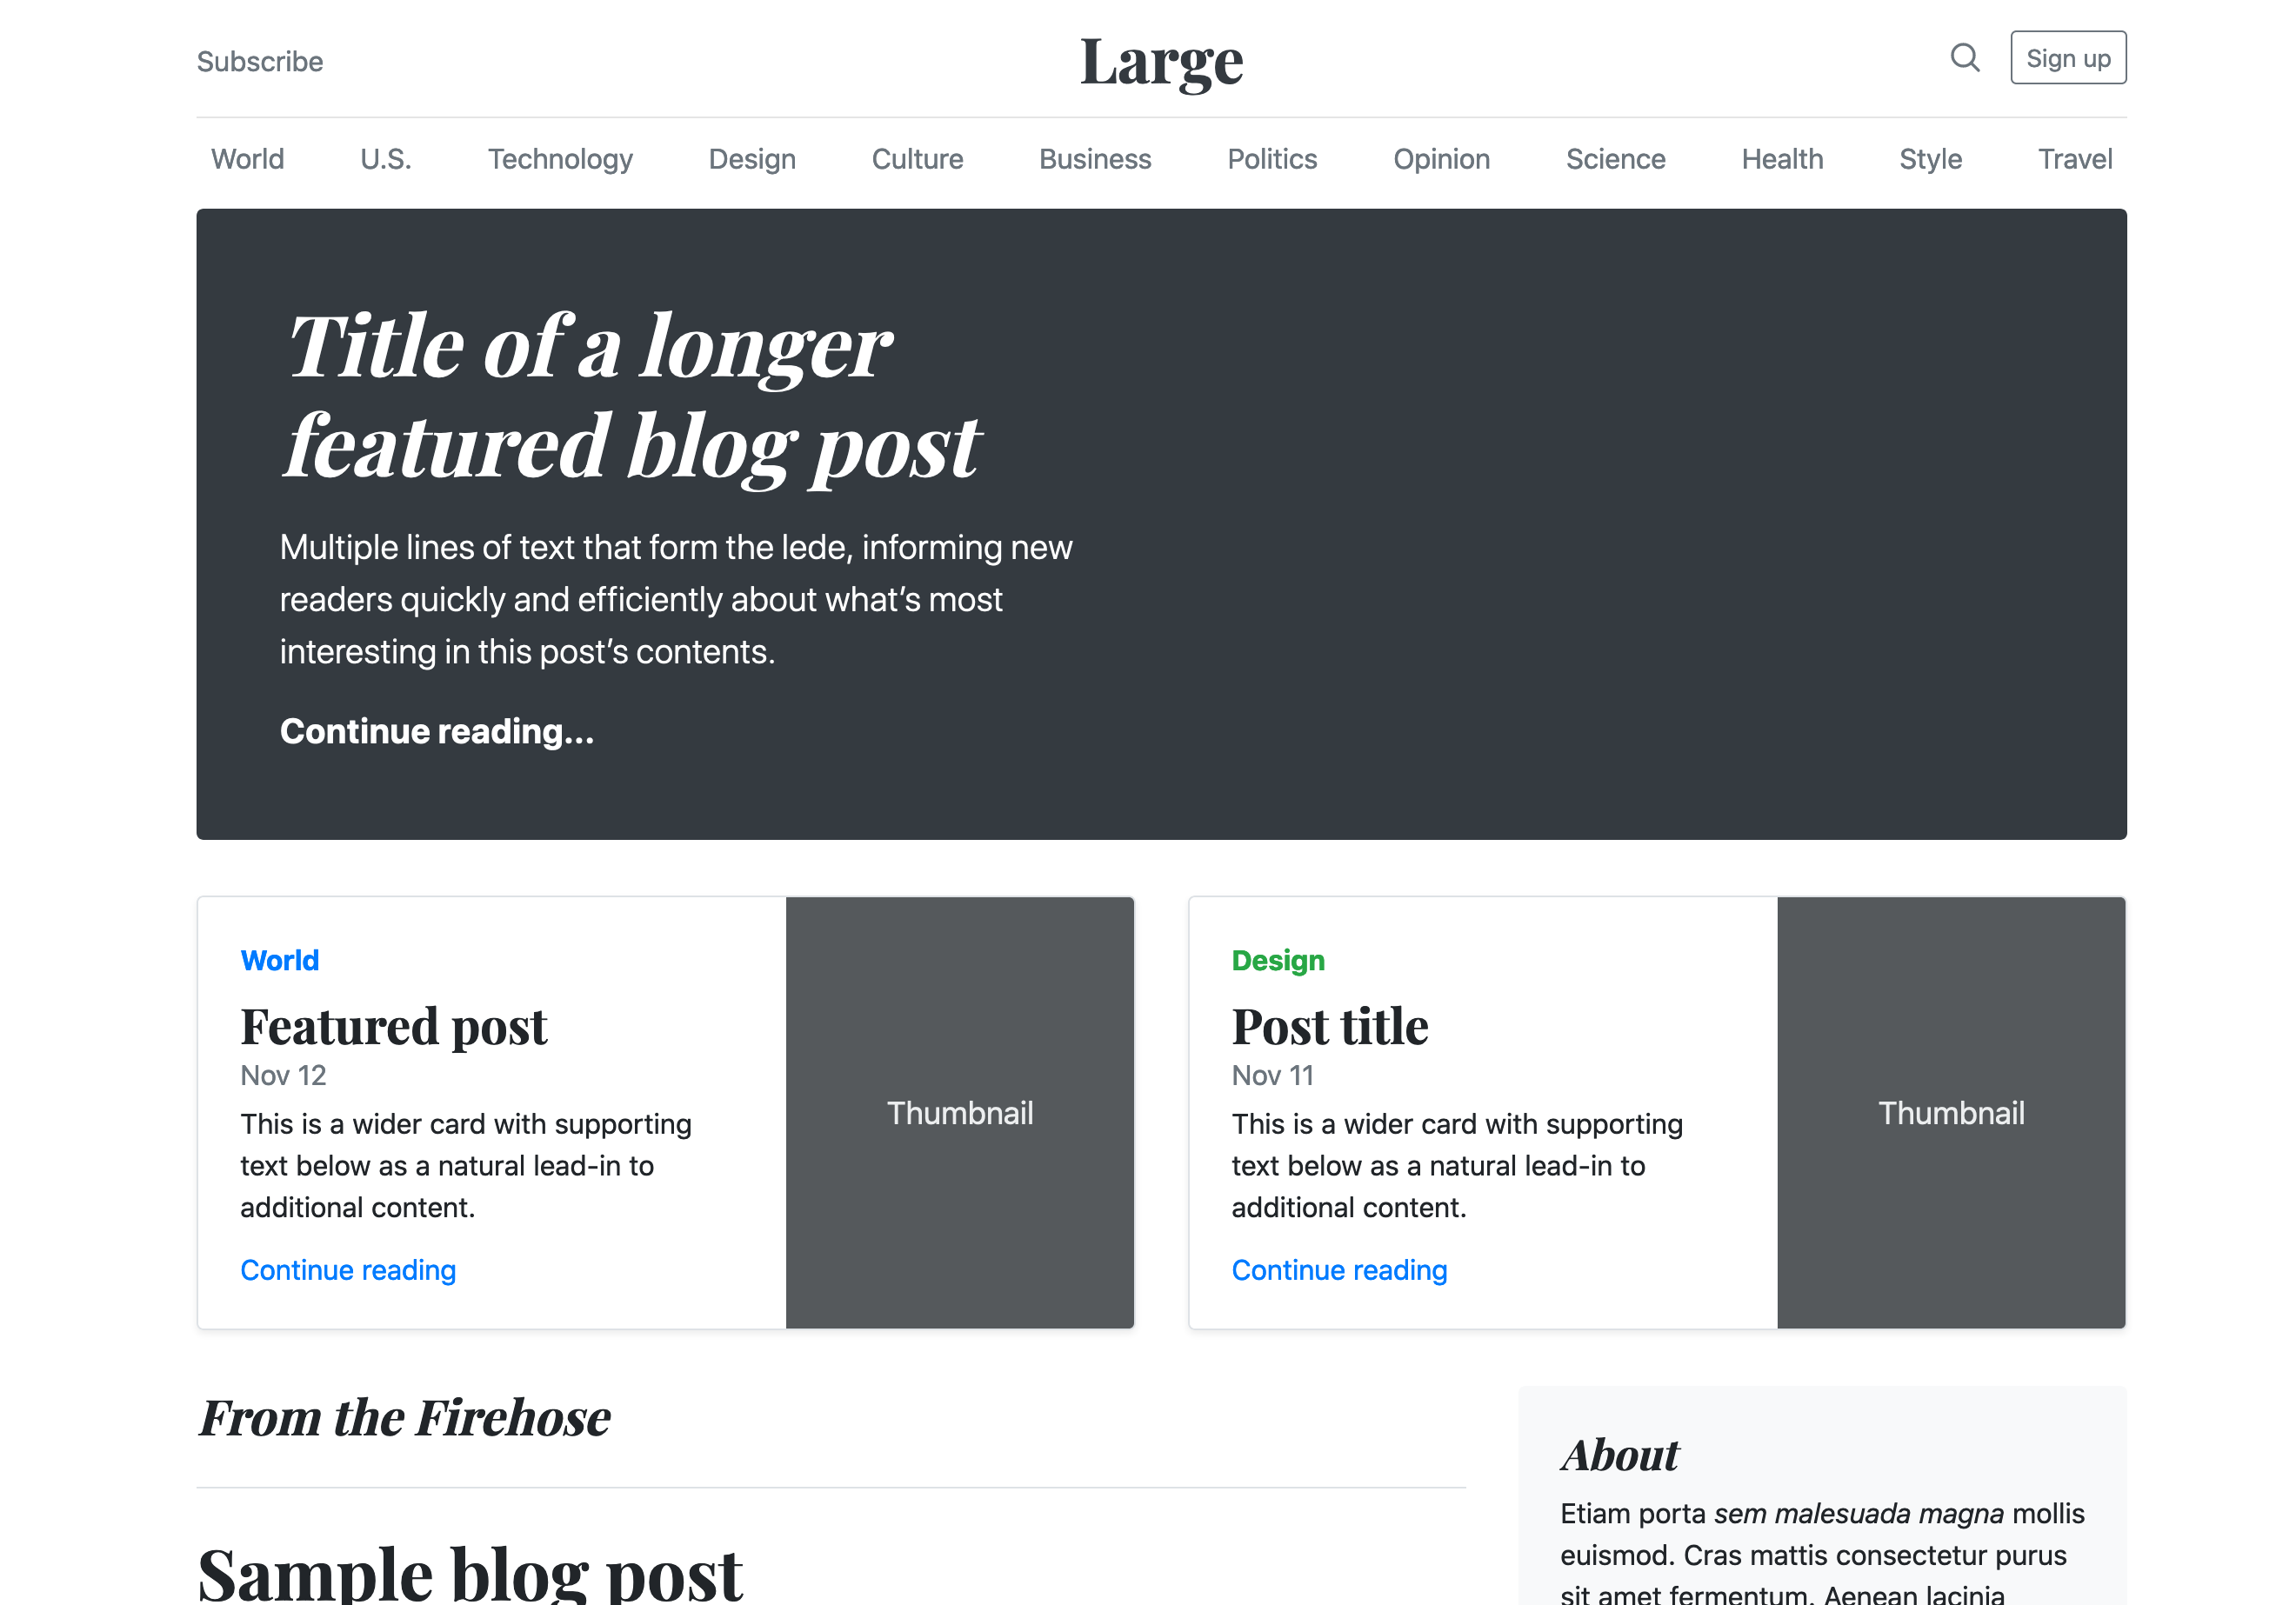 Subscribe
Large
Sign up
World U.S. Technology Design Culture Business Politics Opinion Science Health Style Travel
Title of a longer
featured blog post
Multiple lines of text that form the lede, informing new
readers quickly and efficiently about what’s most
interesting in this post’s contents.
Continue reading...
World
Featured post
Nov 12
This is a wider card with supporting
text below as a natural lead-in to
additional content.
Continue reading
Thumbnail
Design
Post title
Nov 11
This is a wider card with supporting
text below as a natural lead-in to
additional content.
Continue reading
Thumbnail
From the Firehose
Sample blog post
About
Etiam porta sem malesuada magna mollis
euismod. Cras mattis consectetur purus
sit amet fermentum. Aenean lacinia